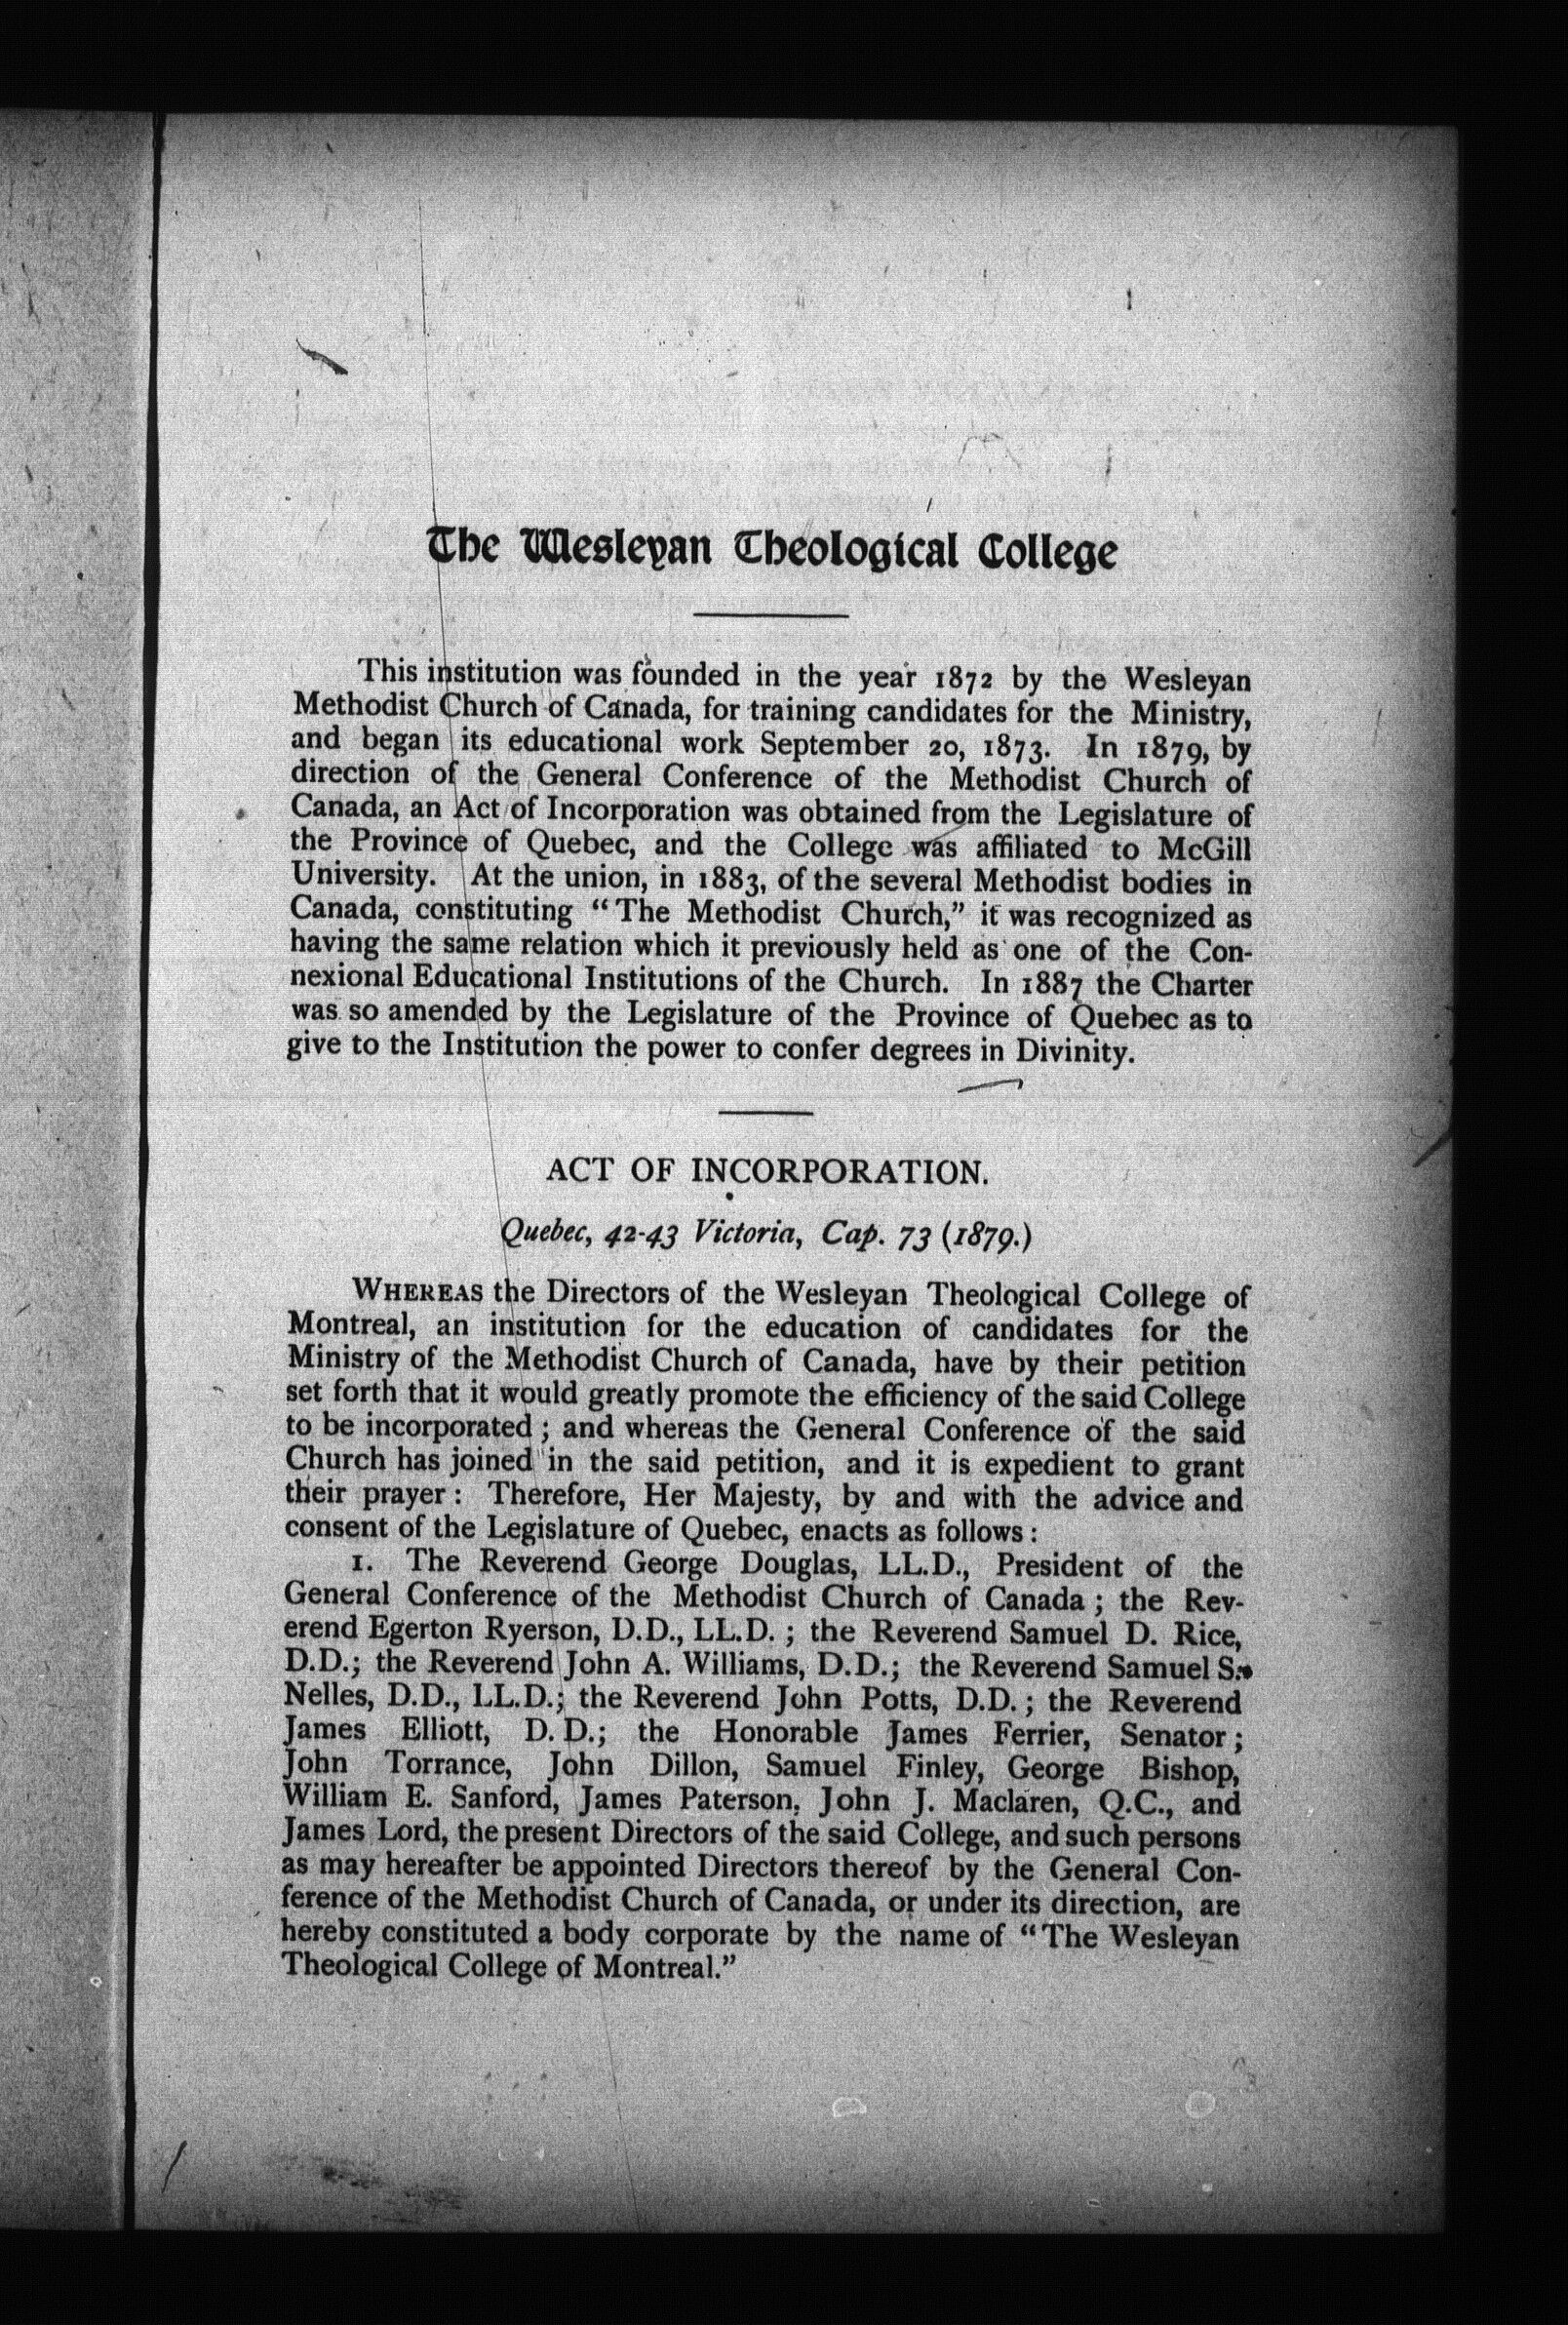 The Wesleyan Theological College
This institution was founded in the year 1872 by the Wesleyan
Methodist Church of Canada, for training candidates for the Ministry,
and began its educational work September 20, 1873. In 1879, by
direction of the General Conference of the Methodist Church of
Canada, an Act of Incorporation was obtained from the Legislature of
the Province of Quebec, and the College was affiliated to McGill
University. At the union, in 1883, of the several Methodist bodies in
Canada, constituting “The Methodist Church,” it was recognized as
having the same relation which it previously held as one of the Con-
nexional Educational Institutions of the Church. In 1887 the Charter
was so amended by the Legislature of the Province of Quebec as to
give to the Institution the power to confer degrees in Divinity.
ACT OF INCORPORATION.
Quebec, 42-43 Victoria, Cap. 73 (1879.)
WHEREAS the Directors of the Wesleyan Theological College of
Montreal, an institution for the education of candidates for the
Ministry of the Methodist Church of Canada, have by their petition
set forth that it would greatly promote the efficiency of the said College
to be incorporated ; and whereas the General Conference of the said
Church has joined in the said petition, and it is expedient to grant
their prayer : Therefore, Her Majesty, by and with the advice and
consent of the Legislature of Quebec, enacts as follows :
1. The Reverend George Douglas, LL.D., President of the
General Conference of the Methodist Church of Canada ; the Rev-
erend Egerton Ryerson, D.D., LL.D. ; the Reverend Samuel D. Rice,
D.D.; the Reverend John A. Williams, D.D.; the Reverend Samuel S.
Nelles, D.D., LL.D.; the Reverend John Potts, D.D. ; the Reverend
James Elliott, D. D.; the Honorable James Ferrier, Senator ;
John Torrance, John Dillon, Samuel Finley, George Bishop,
William E. Sanford, James Paterson, John J. Maclaren, Q.C., and
James Lord, the present Directors of the said College, and such persons
as may hereafter be appointed Directors thereof by the General Con-
ference of the Methodist Church of Canada, or under its direction, are
hereby constituted a body corporate by the name of “The Wesleyan
Theological College of Montreal.”